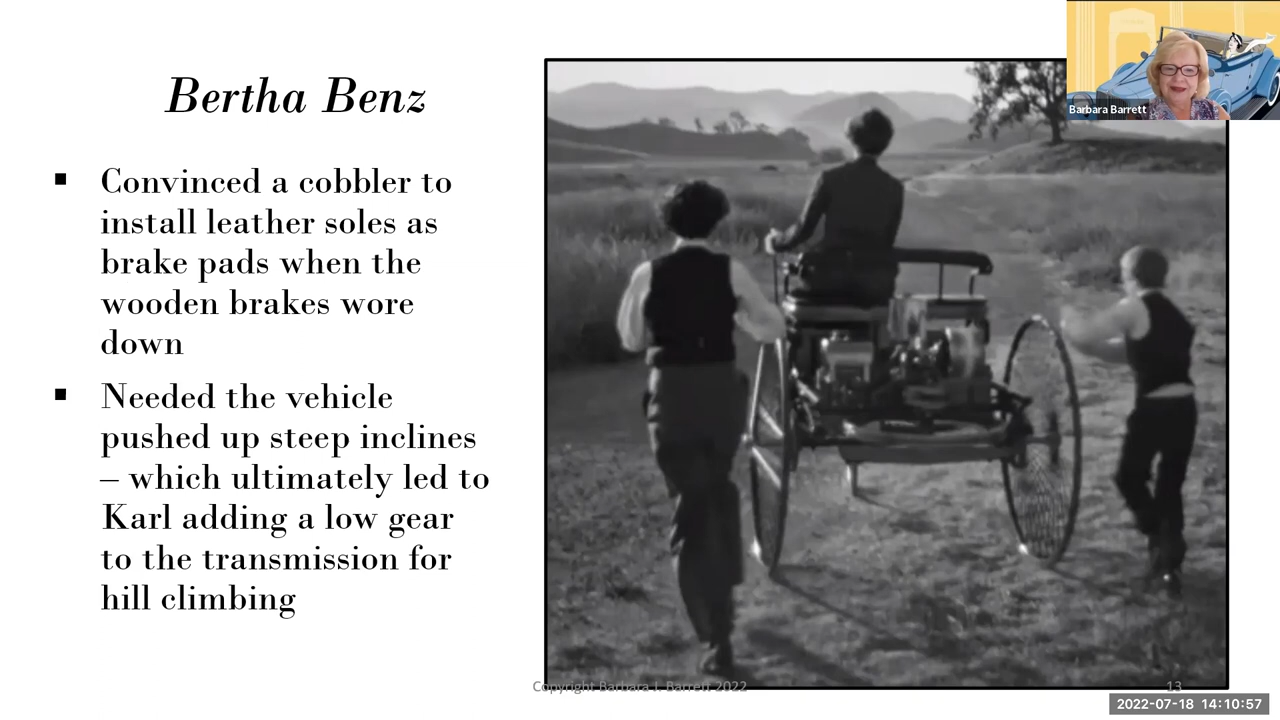 Bertha Benz
Barbara Barrett
▪ Convinced a cobbler to
install leather soles as
brake pads when the
wooden brakes wore
down
▪ Needed the vehicle
pushed up steep inclines
– which ultimately led to
Karl adding a low gear
to the transmission for
hill climbing
Copyright Barbara J. Barrett 2022
13
2022-07-18 14:10:57